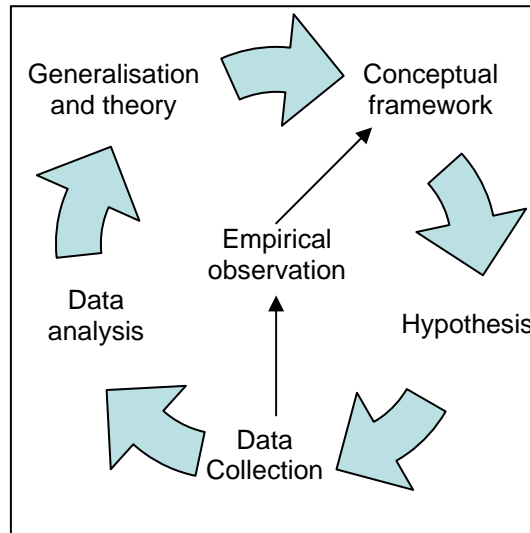 Generalisation
and theory
Conceptual
framework
Empirical
observation
Data
analysis
Hypothesis
Data
Collection